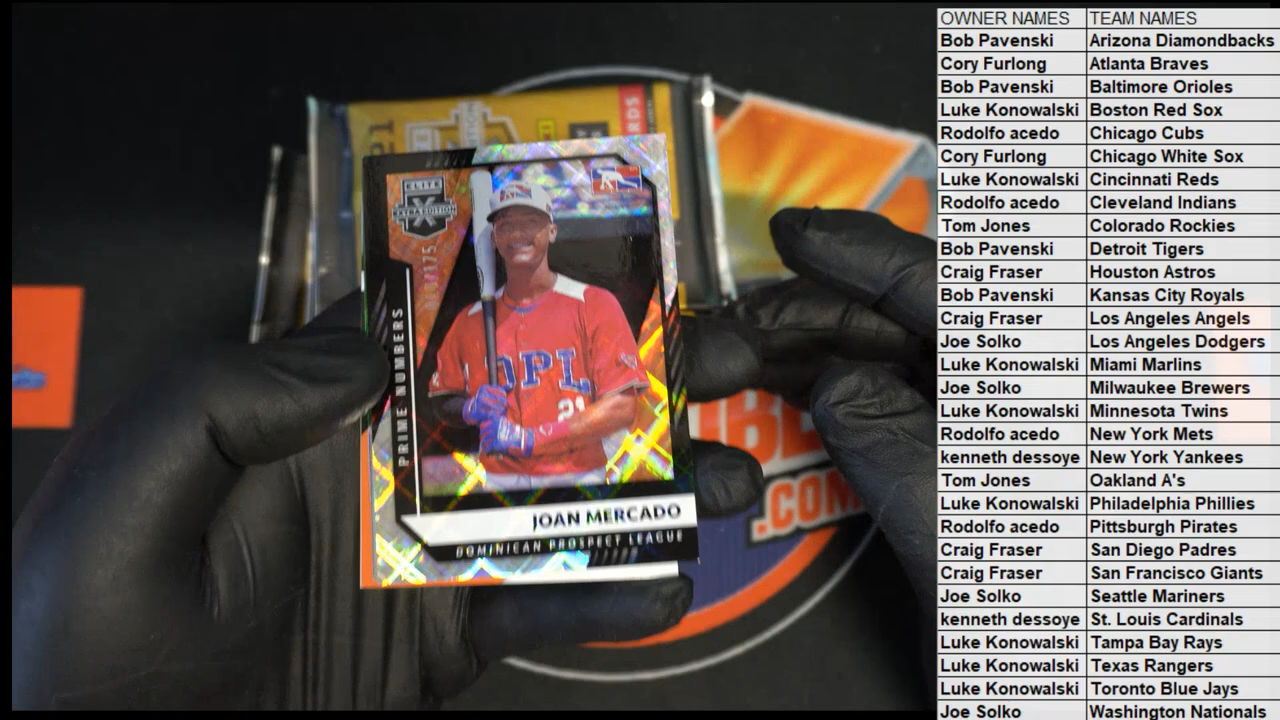 ELITE
X
EXTRA EDITION
/175
PRIME NUMBERS
DPL
21
JOAN MERCADO
DOMINICAN PROSPECT LEAGUE
.COM
OWNER NAMES TEAM NAMES
Bob Pavenski Arizona Diamondbacks
Cory Furlong Atlanta Braves
Bob Pavenski Baltimore Orioles
Luke Konowalski Boston Red Sox
Rodolfo acedo Chicago Cubs
Cory Furlong Chicago White Sox
Luke Konowalski Cincinnati Reds
Rodolfo acedo Cleveland Indians
Tom Jones Colorado Rockies
Bob Pavenski Detroit Tigers
Craig Fraser Houston Astros
Bob Pavenski Kansas City Royals
Craig Fraser Los Angeles Angels
Joe Solko Los Angeles Dodgers
Luke Konowalski Miami Marlins
Joe Solko Milwaukee Brewers
Luke Konowalski Minnesota Twins
Rodolfo acedo New York Mets
kenneth dessoye New York Yankees
Tom Jones Oakland A's
Luke Konowalski Philadelphia Phillies
Rodolfo acedo Pittsburgh Pirates
Craig Fraser San Diego Padres
Craig Fraser San Francisco Giants
Joe Solko Seattle Mariners
kenneth dessoye St. Louis Cardinals
Luke Konowalski Tampa Bay Rays
Luke Konowalski Texas Rangers
Luke Konowalski Toronto Blue Jays
Joe Solko Washington Nationals